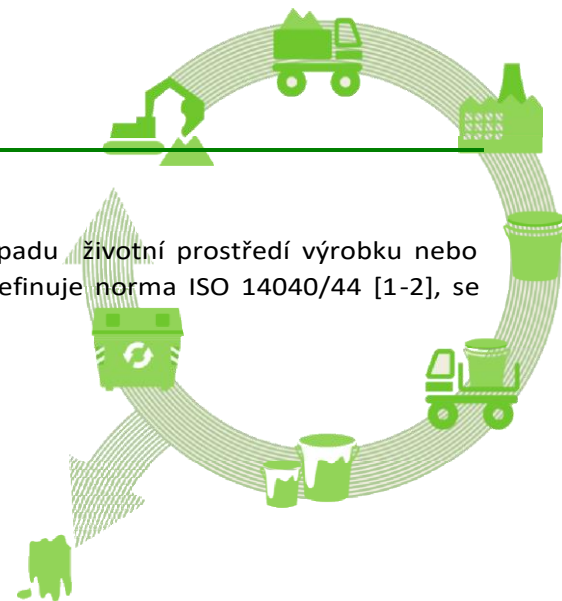 padu životní prostředí výrobku nebo
efinuje norma ISO 14040/44 [1-2], se